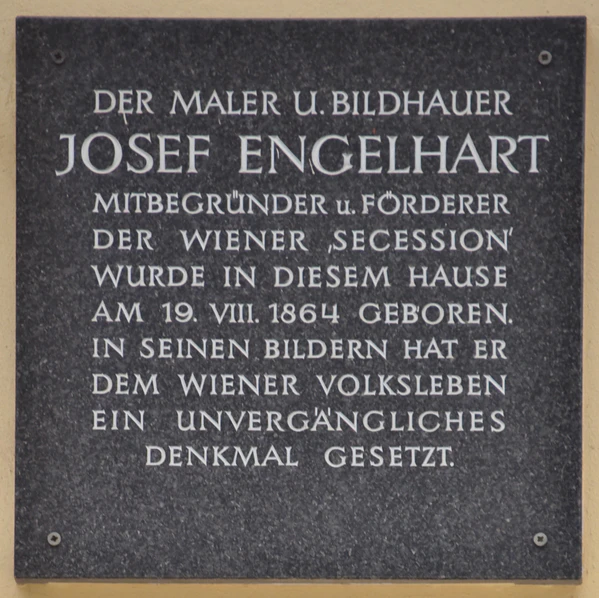 DER MALER U. BILDHAUER
JOSEF ENGELHART
MITBEGRÜNDER u. FÖRDERER
DER WIENER ‚SECESSION‘
WURDE IN DIESEM HAUSE
AM 19. VIII. 1864 GEBOREN.
IN SEINEN BILDERN HAT ER
DEM WIENER VOLKSLEBEN
EIN UNVERGÄNGLICHES
DENKMAL GESETZT.